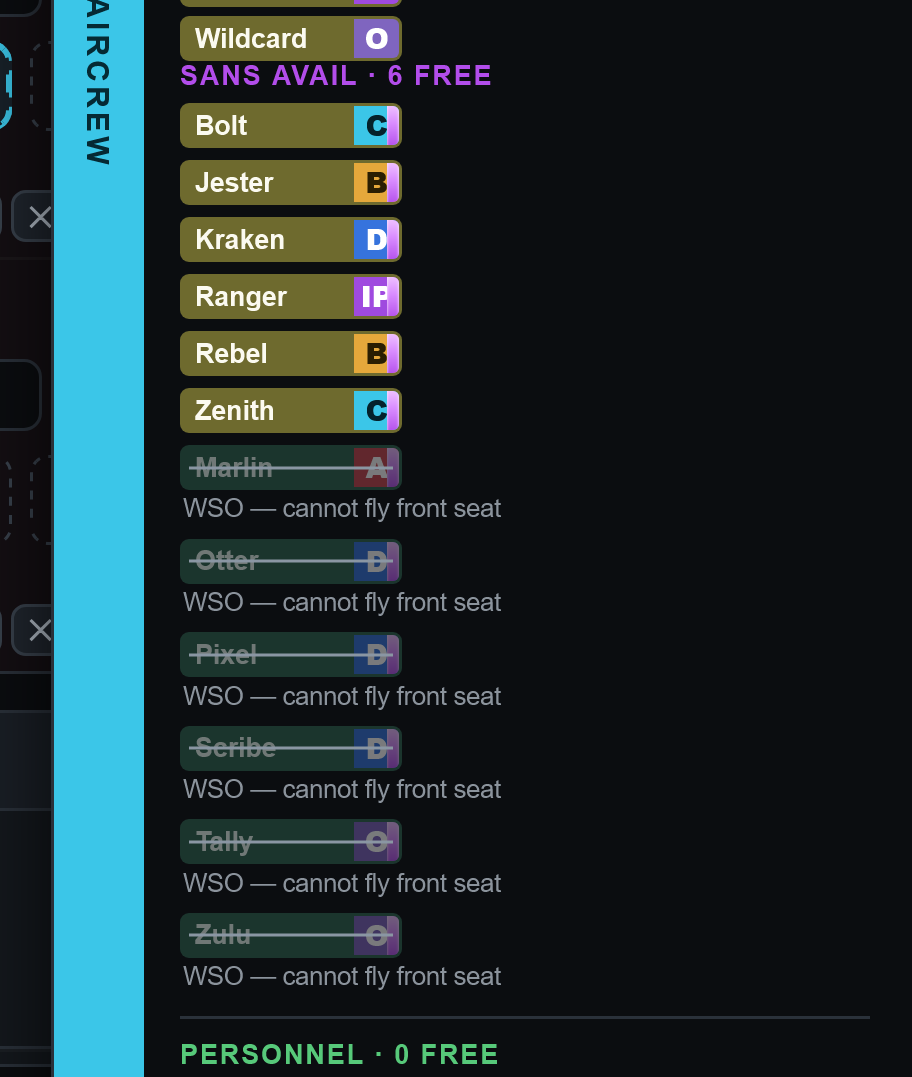 AIRCREW
Wildcard O
SANS AVAIL · 6 FREE
Bolt C
Jester B
Kraken D
Ranger IP
Rebel B
Zenith C
Marlin A
WSO — cannot fly front seat
Otter D
WSO — cannot fly front seat
Pixel D
WSO — cannot fly front seat
Scribe D
WSO — cannot fly front seat
Tally O
WSO — cannot fly front seat
Zulu O
WSO — cannot fly front seat
PERSONNEL · 0 FREE